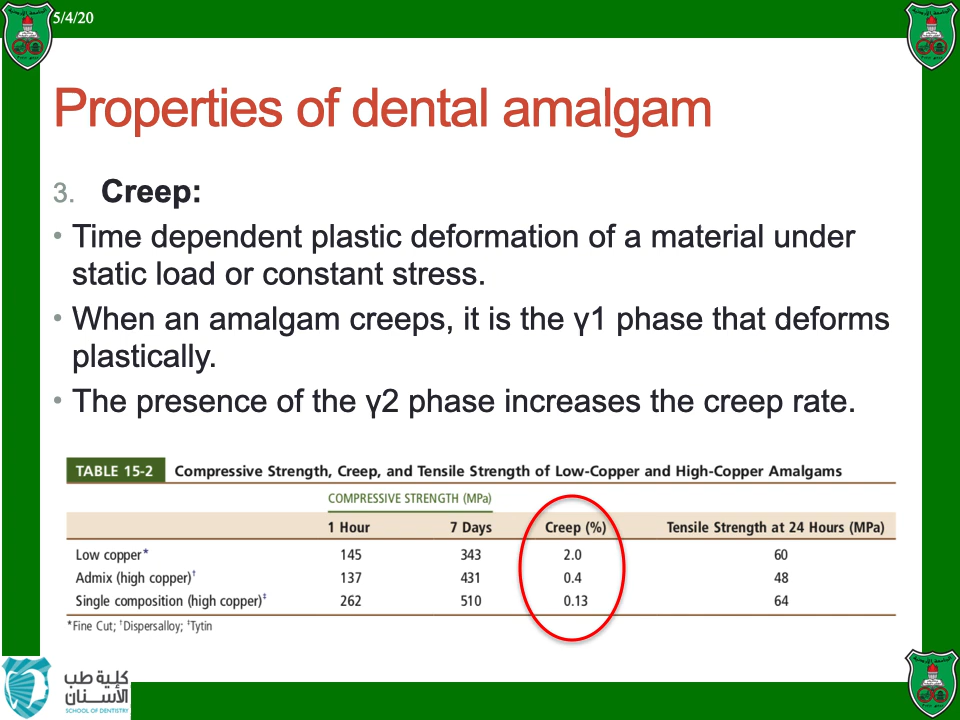 5/4/20
Properties of dental amalgam
3. Creep:
• Time dependent plastic deformation of a material under
static load or constant stress.
• When an amalgam creeps, it is the γ1 phase that deforms
plastically.
• The presence of the γ2 phase increases the creep rate.
TABLE 15-2 Compressive Strength, Creep, and Tensile Strength of Low-Copper and High-Copper Amalgams
COMPRESSIVE STRENGTH (MPa)
1 Hour 7 Days Creep (%) Tensile Strength at 24 Hours (MPa)
Low copper* 145 343 2.0 60
Admix (high copper)† 137 431 0.4 48
Single composition (high copper)‡ 262 510 0.13 64
*Fine Cut; †Dispersalloy; ‡Tytin
كلية طب
الأسنان
SCHOOL OF DENTISTRY